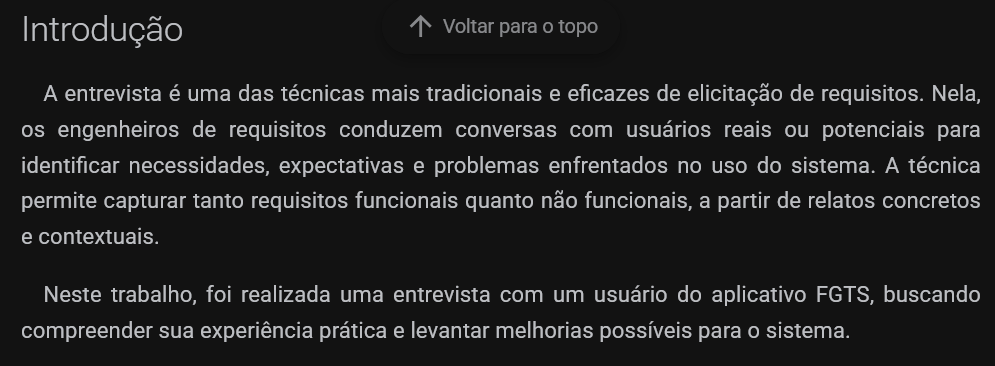 Introdução
Voltar para o topo
A entrevista é uma das técnicas mais tradicionais e eficazes de elicitação de requisitos. Nela,
os engenheiros de requisitos conduzem conversas com usuários reais ou potenciais para
identificar necessidades, expectativas e problemas enfrentados no uso do sistema. A técnica
permite capturar tanto requisitos funcionais quanto não funcionais, a partir de relatos concretos
e contextuais.
Neste trabalho, foi realizada uma entrevista com um usuário do aplicativo FGTS, buscando
compreender sua experiência prática e levantar melhorias possíveis para o sistema.